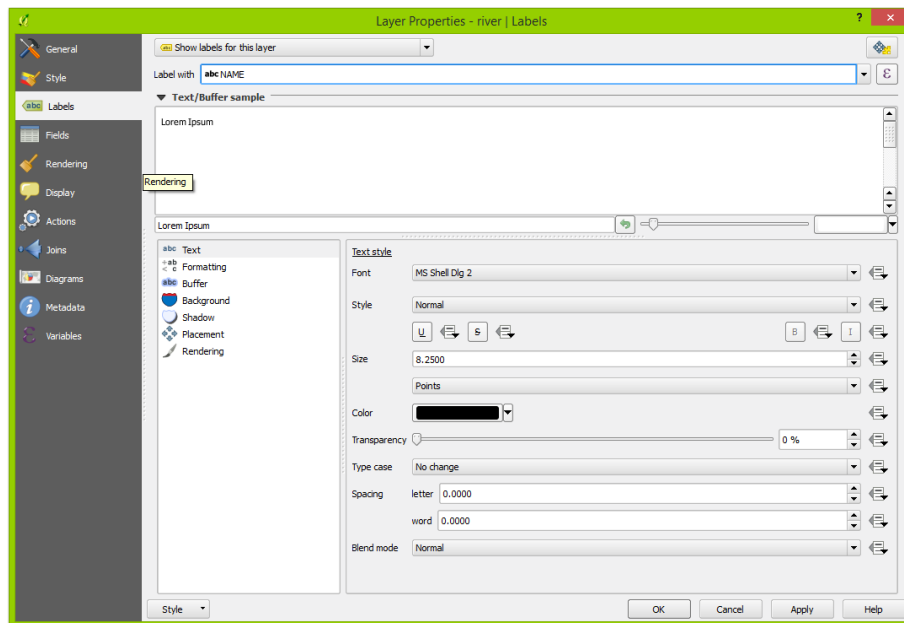 Layer Properties - river | Labels
? ×
General
Style
abc Labels
Fields
Rendering
Display
Actions
Joins
Diagrams
i Metadata
Variables
Rendering
abc Show labels for this layer
Label with abc NAME ε
Text/Buffer sample
Lorem Ipsum
Lorem Ipsum
abc Text
+ab < c Formatting
abc Buffer
Background
Shadow
Placement
Rendering
Text style
Font MS Shell Dlg 2
Style Normal
U S B I
Size 8.2500
Points
Color
Transparency 0 %
Type case No change
Spacing letter 0.0000
word 0.0000
Blend mode Normal
Style OK Cancel Apply Help